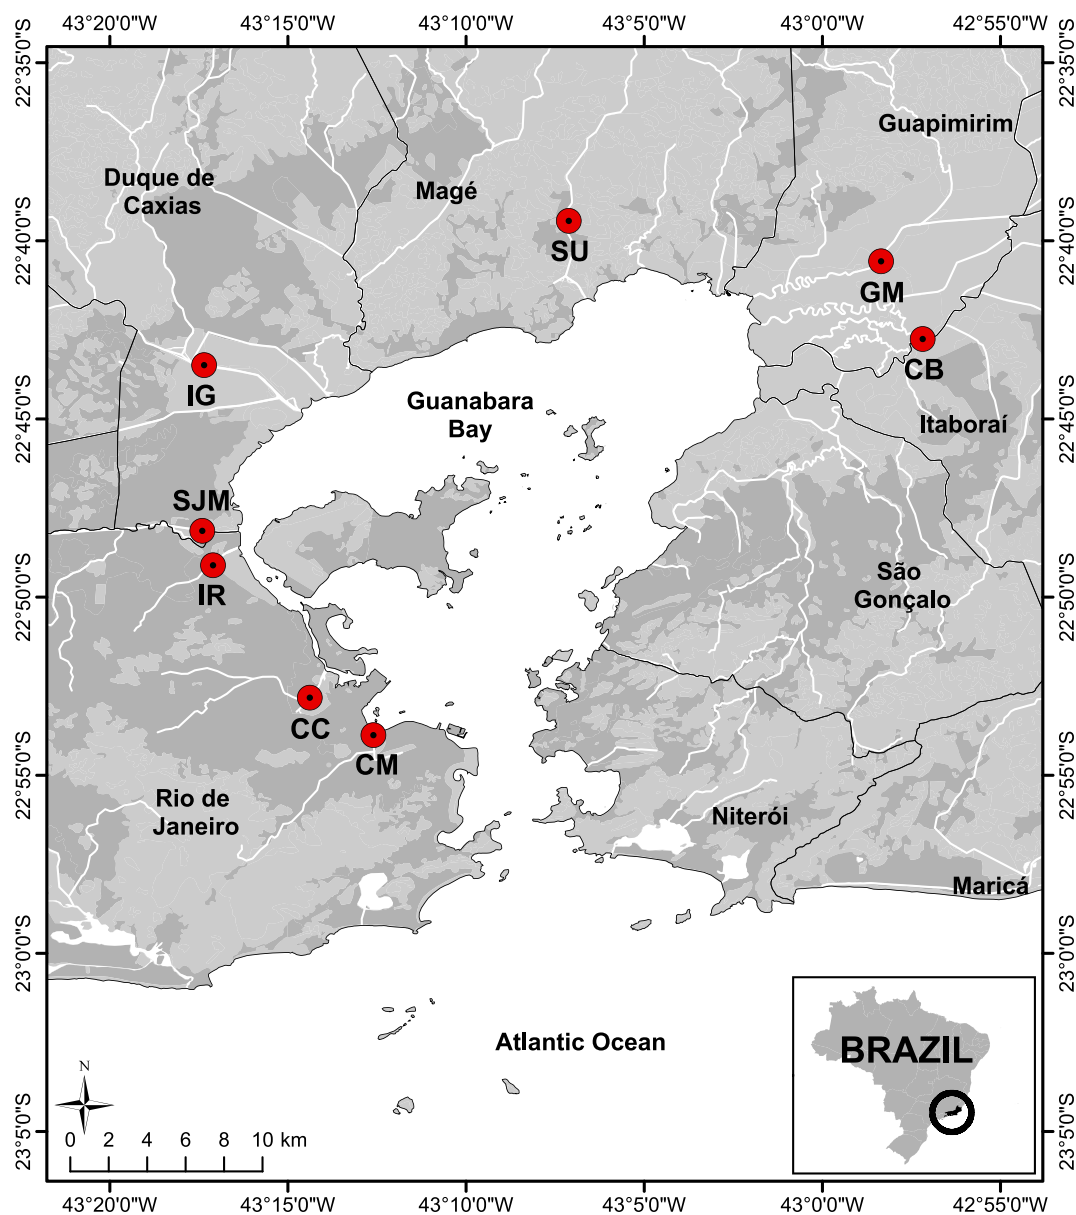 43°20'0"W 43°15'0"W 43°10'0"W 43°5'0"W 43°0'0"W 42°55'0"W
22°35'0"S 22°35'0"S
Guapimirim
Duque de
Caxias
Magé
22°40'0"S 22°40'0"S
SU
GM
CB
IG
Guanabara
Bay
22°45'0"S 22°45'0"S
Itaboraí
SJM
IR
22°50'0"S 22°50'0"S
São
Gonçalo
CC
CM
22°55'0"S 22°55'0"S
Rio de
Janeiro
Niterói
Maricá
23°0'0"S 23°0'0"S
Atlantic Ocean
BRAZIL
N
23°5'0"S 23°5'0"S
0 2 4 6 8 10 km
43°20'0"W 43°15'0"W 43°10'0"W 43°5'0"W 43°0'0"W 42°55'0"W